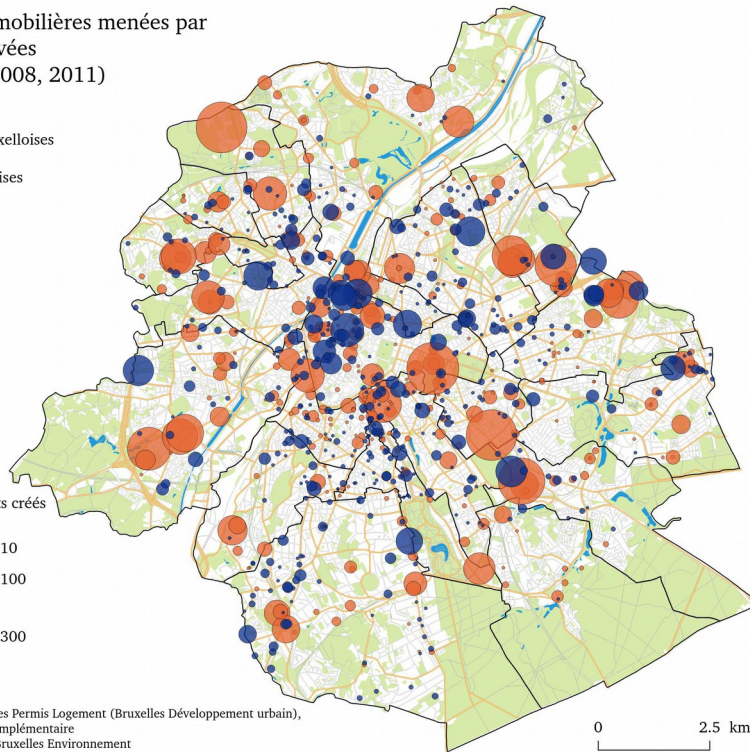 mobilières menées par
vées
008, 2011)
xelloises
ises
s créés
10
100
300
es Permis Logement (Bruxelles Développement urbain),
mplémentaire
Bruxelles Environnement
0 2.5 km